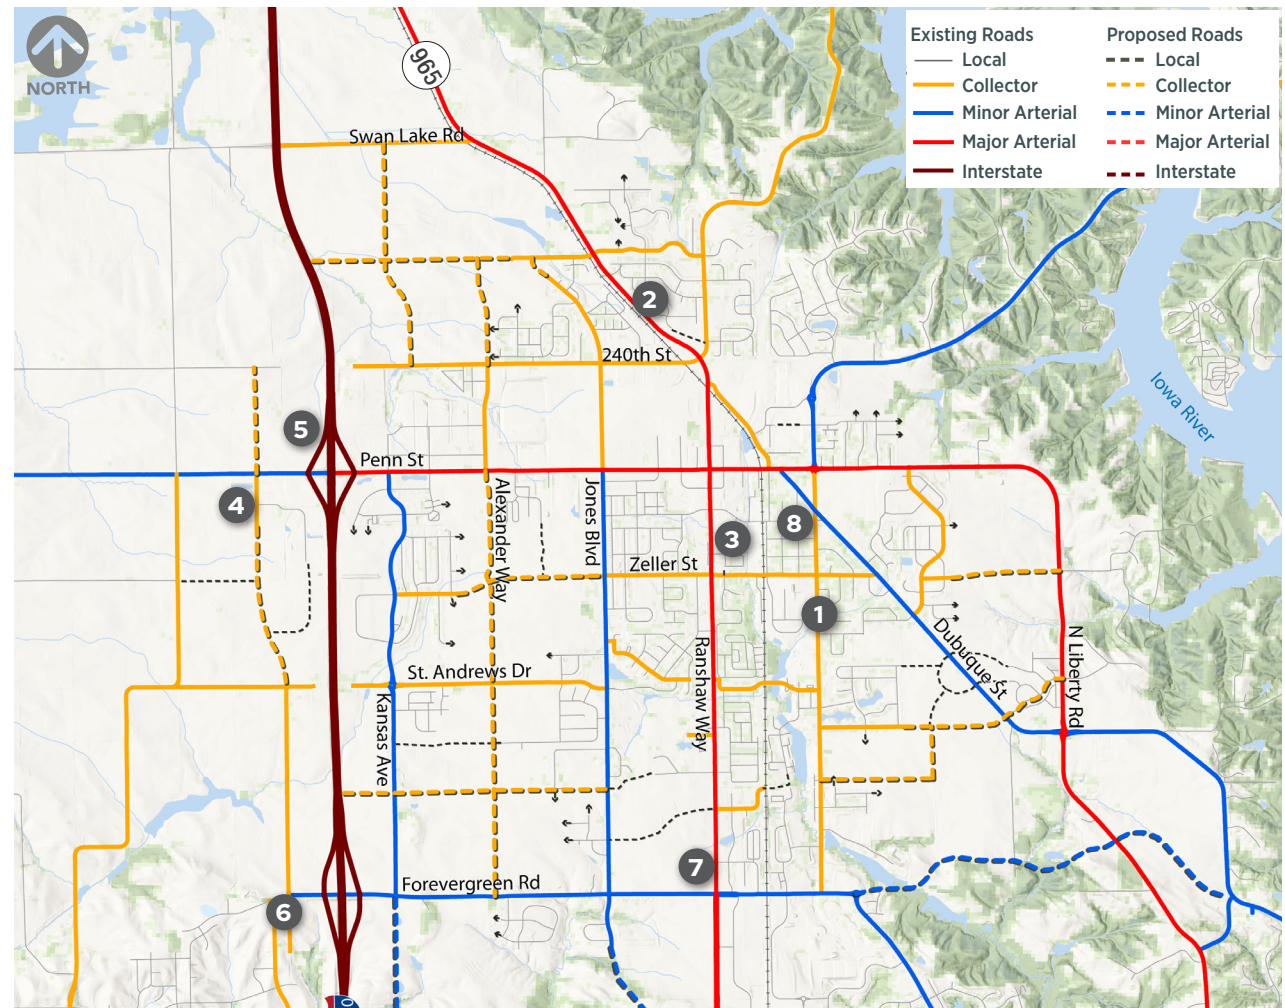 NORTH
965
Existing Roads
Local
Collector
Minor Arterial
Major Arterial
Interstate
Proposed Roads
Local
Collector
Minor Arterial
Major Arterial
Interstate
Swan Lake Rd
2
240th St
Iowa River
5
Penn St
4
Alexander Way
Jones Blvd
3
8
Zeller St
1
Dubuque St
N Liberty Rd
St. Andrews Dr
Ranshaw Way
Kansas Ave
7
Forevergreen Rd
6
0